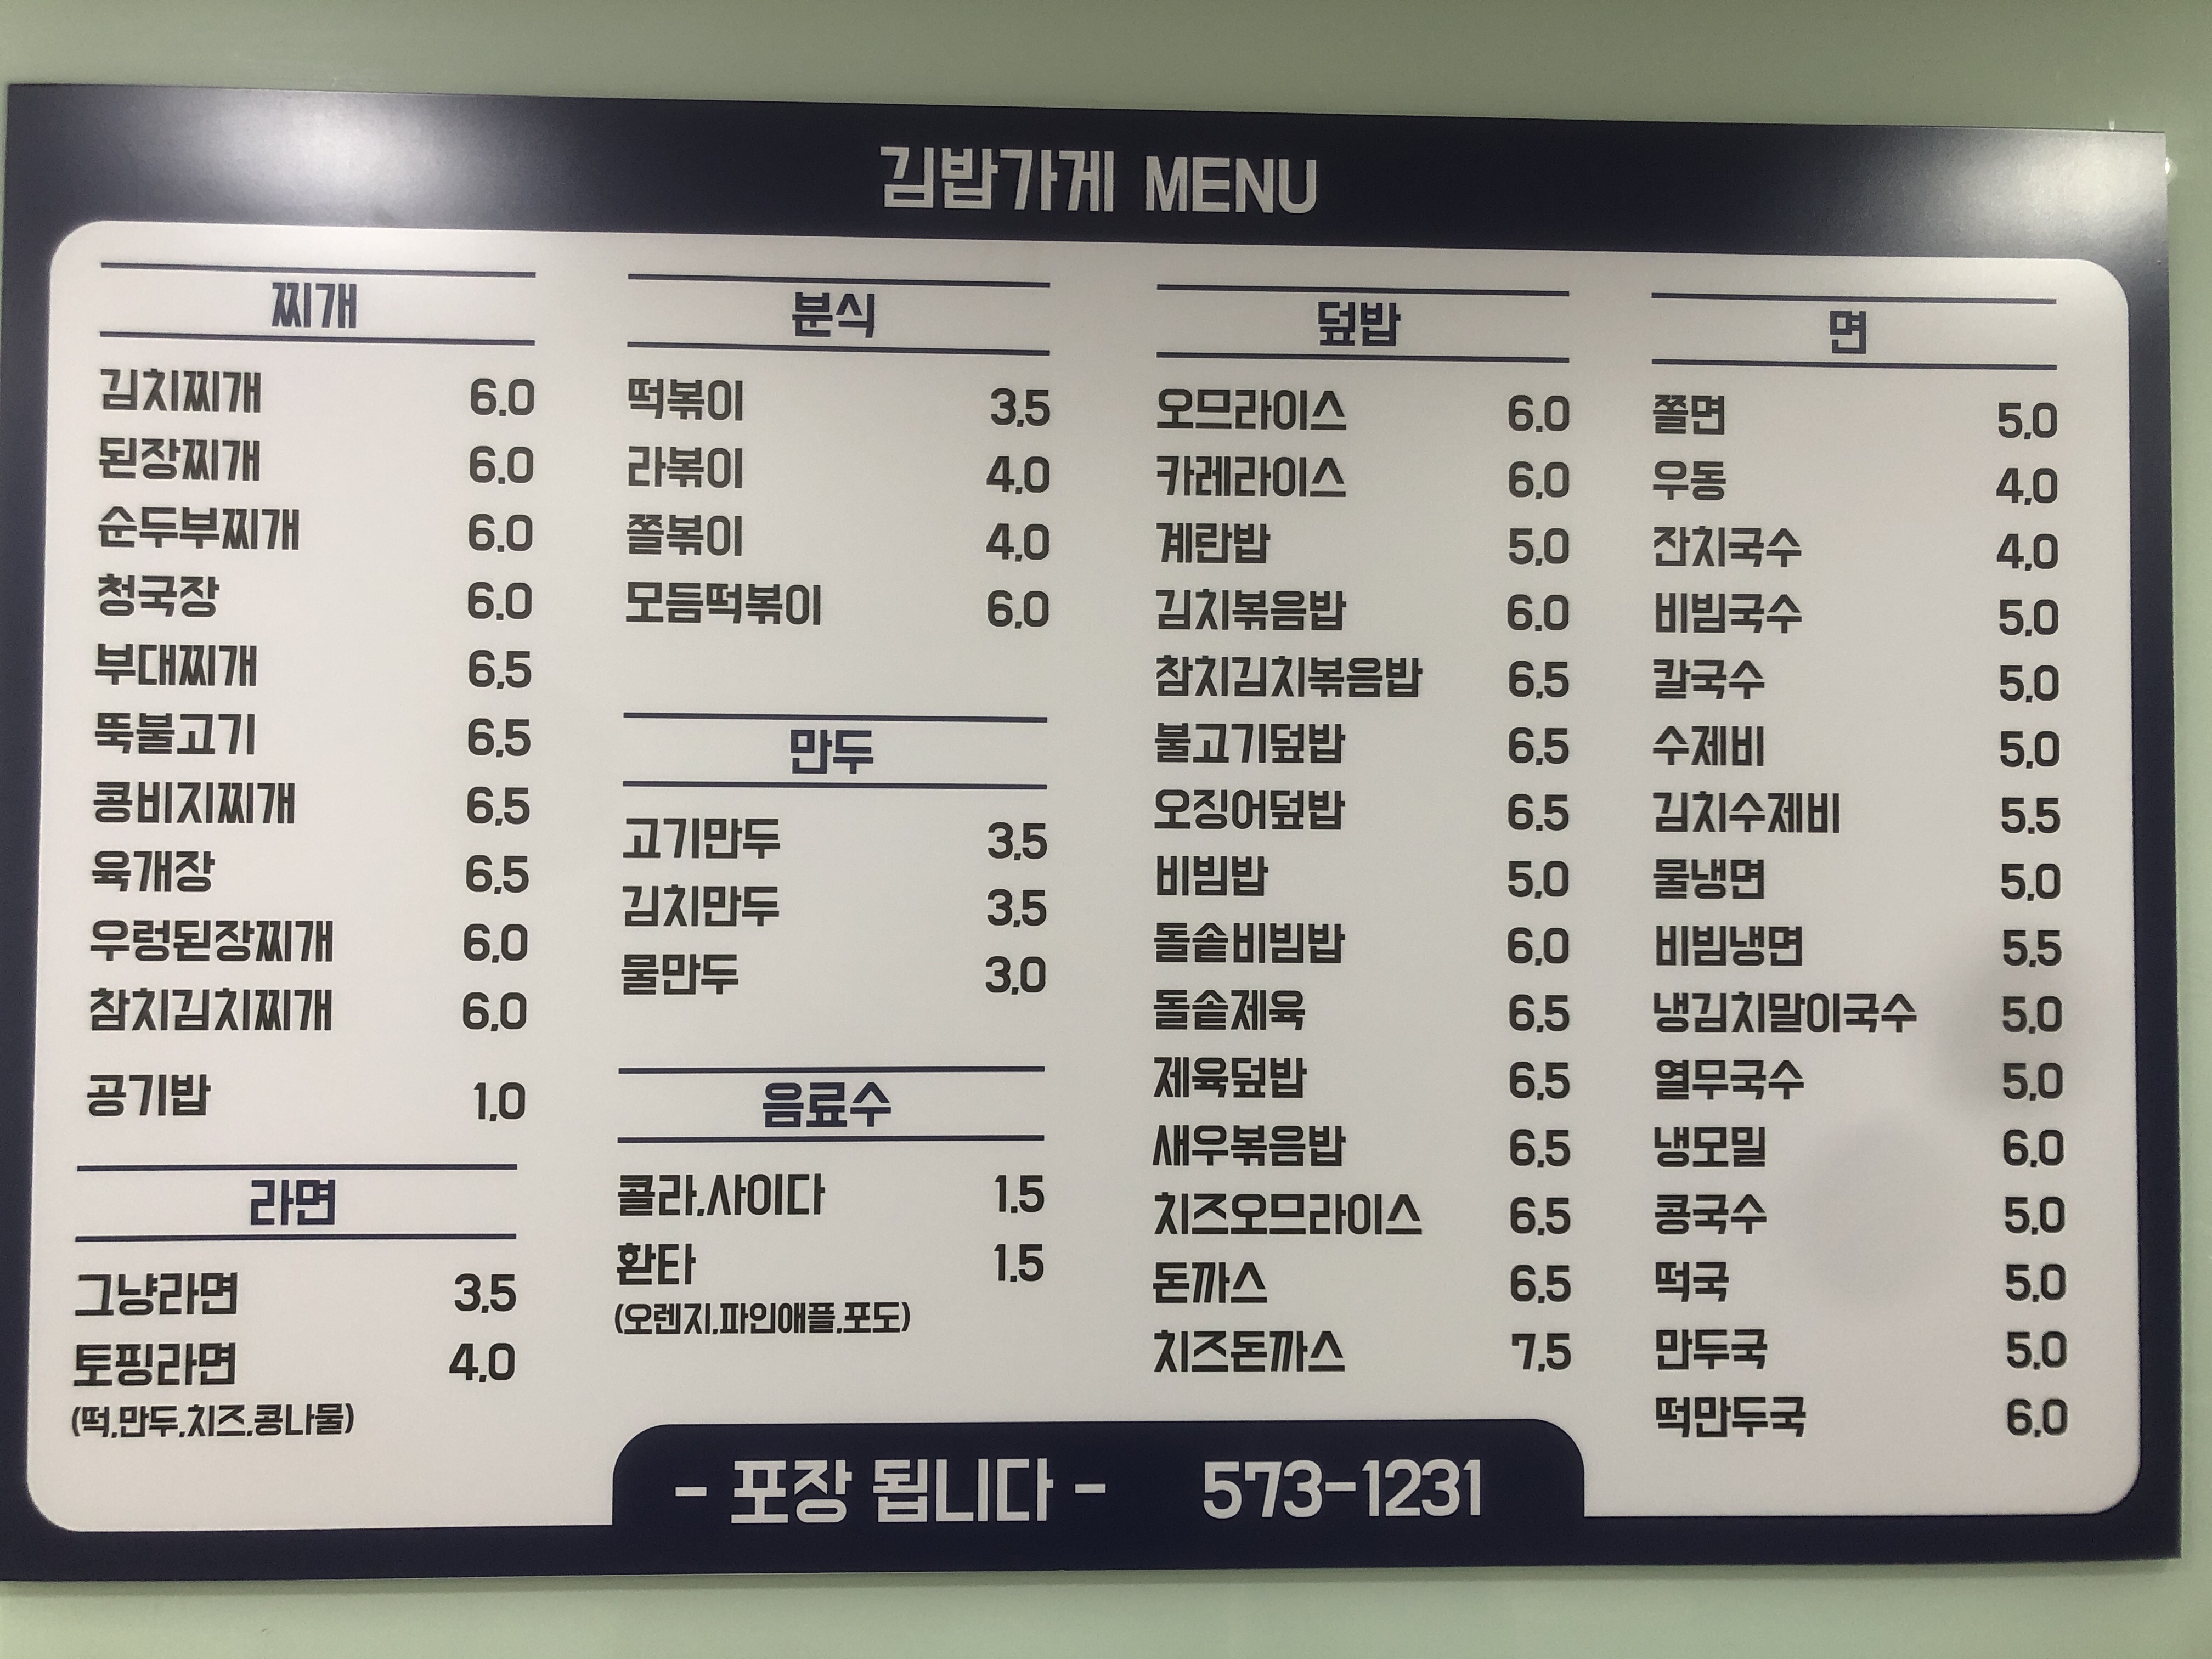 김밥가게 MENU
찌개
김치찌개 6.0
된장찌개 6.0
순두부찌개 6.0
청국장 6.0
부대찌개 6.5
뚝불고기 6.5
콩비지찌개 6.5
육개장 6.5
우렁된장찌개 6.0
참치김치찌개 6.0
공기밥 1.0
라면
그냥라면 3.5
토핑라면 4.0
(떡,만두,치즈,콩나물)
분식
떡볶이 3.5
라볶이 4.0
쫄볶이 4.0
모듬떡볶이 6.0
만두
고기만두 3.5
김치만두 3.5
물만두 3.0
음료수
콜라,사이다 1.5
환타 1.5
(오렌지,파인애플,포도)
덮밥
오므라이스 6.0
카레라이스 6.0
계란밥 5.0
김치볶음밥 6.0
참치김치볶음밥 6.5
불고기덮밥 6.5
오징어덮밥 6.5
비빔밥 5.0
돌솥비빔밥 6.0
돌솥제육 6.5
제육덮밥 6.5
새우볶음밥 6.5
치즈오므라이스 6.5
돈까스 6.5
치즈돈까스 7.5
면
쫄면 5.0
우동 4.0
잔치국수 4.0
비빔국수 5.0
칼국수 5.0
수제비 5.0
김치수제비 5.5
물냉면 5.0
비빔냉면 5.5
냉김치말이국수 5.0
열무국수 5.0
냉모밀 6.0
콩국수 5.0
떡국 5.0
만두국 5.0
떡만두국 6.0
- 포장 됩니다 - 573-1231